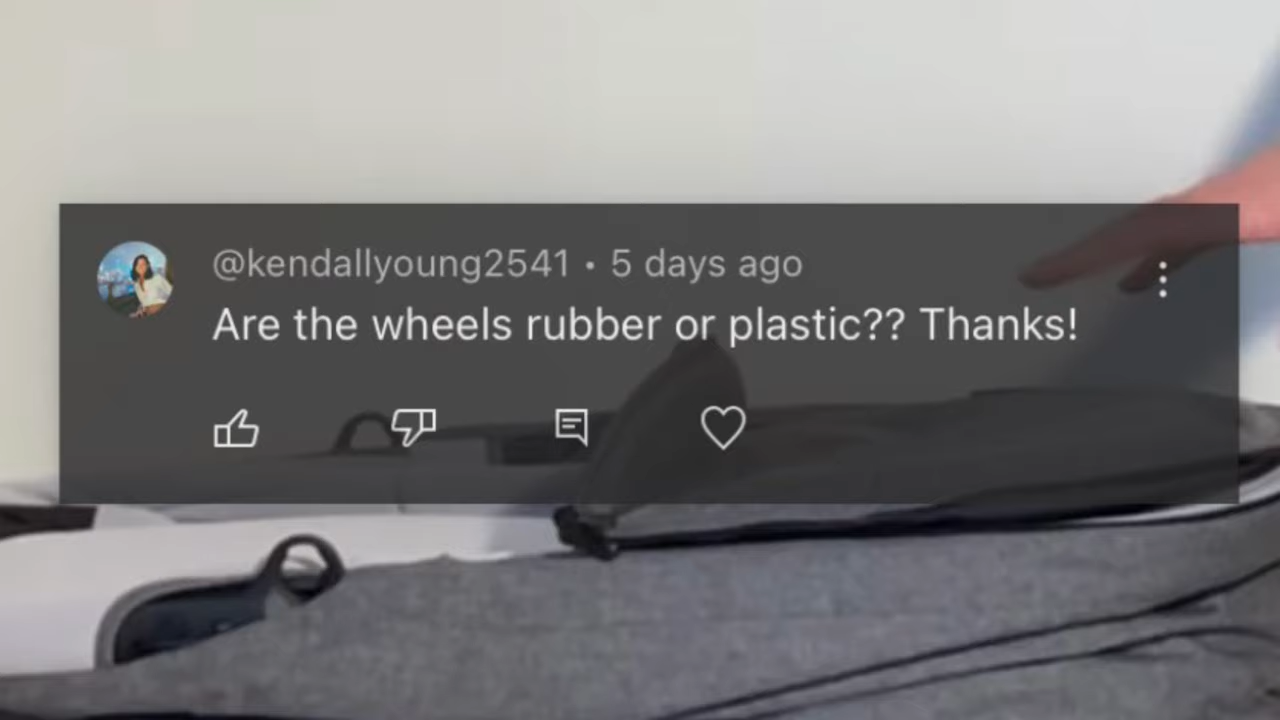 @kendallyoung2541 • 5 days ago
Are the wheels rubber or plastic?? Thanks!